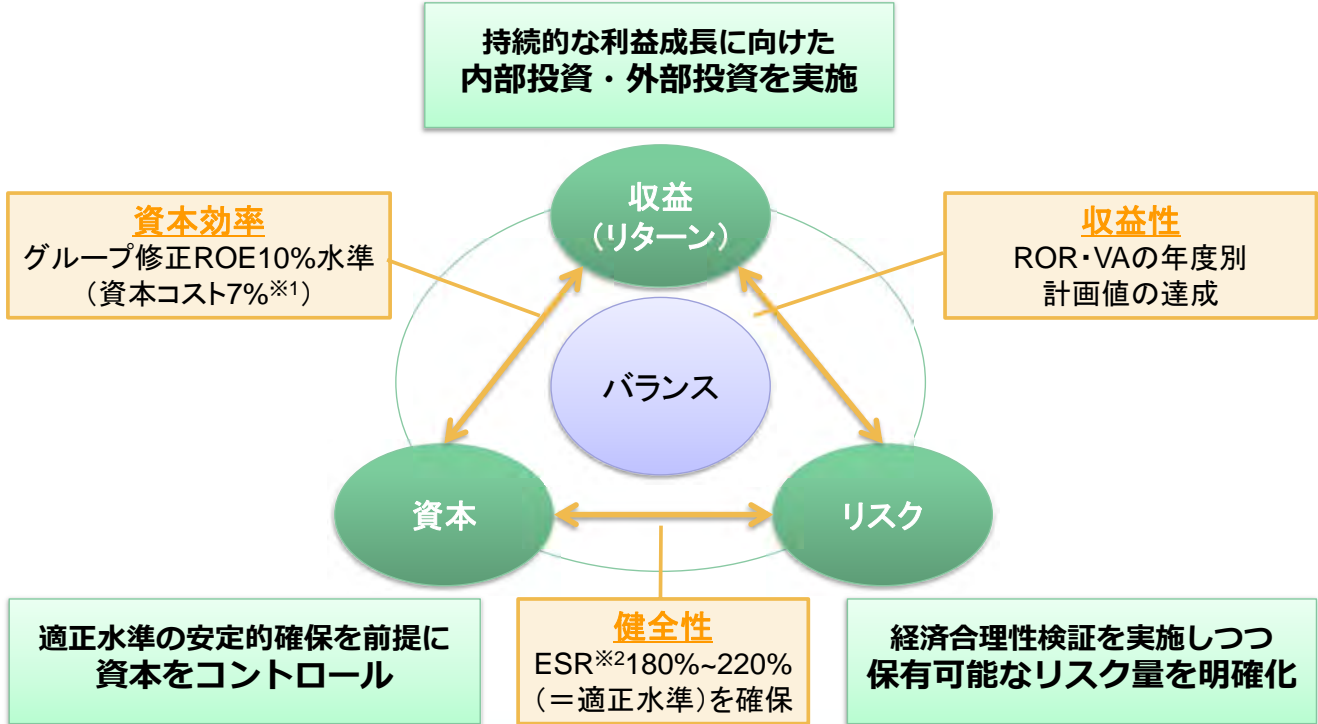 持続的な利益成長に向けた
内部投資・外部投資を実施
収益
（リターン）
資本効率
グループ修正ROE10%水準
（資本コスト7%※1）
収益性
ROR・VAの年度別
計画値の達成
バランス
資本
リスク
適正水準の安定的確保を前提に
資本をコントロール
健全性
ESR※2180%~220%
（＝適正水準）を確保
経済合理性検証を実施しつつ
保有可能なリスク量を明確化